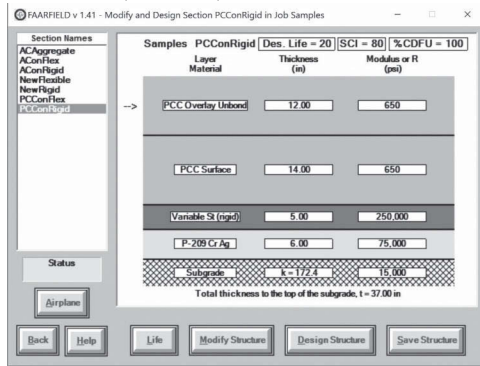 FAARFIELD v 1.41 - Modify and Design Section PCConRigid in Job Samples
Section Names
ACAggregate
AConFlex
AConRigid
NewFlexible
NewRigid
PCConFlex
PCConRigid
Status
Airplane
Back Help
Samples PCConRigid Des. Life = 20 SCI = 80 %CDFU = 100
Layer Material Thickness (in) Modulus or R (psi)
--> PCC Overlay Unbond 12.00 650
PCC Surface 14.00 650
Variable St (rigid) 5.00 250,000
P-209 Cr Ag 6.00 75,000
Subgrade k = 172.4 15,000
Total thickness to the top of the subgrade, t = 37.00 in
Life Modify Structure Design Structure Save Structure